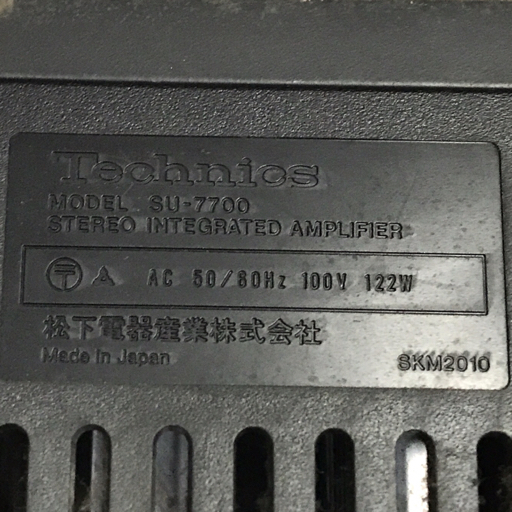 Technics
MODEL SU-7700
STEREO INTEGRATED AMPLIFIER
〒 AC 50/60Hz 100V 122W
松下電器産業株式会社
Made in Japan SKM2010